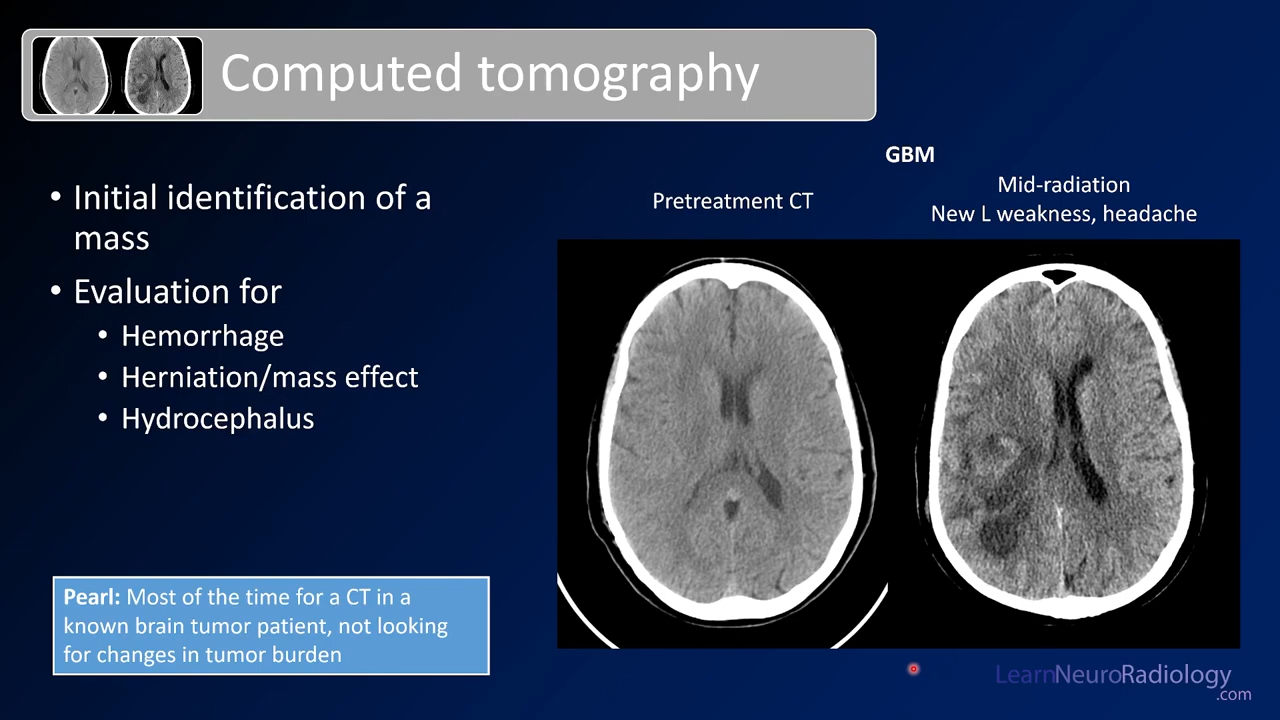 Computed tomography
• Initial identification of a
mass
• Evaluation for
• Hemorrhage
• Herniation/mass effect
• Hydrocephalus
Pearl: Most of the time for a CT in a
known brain tumor patient, not looking
for changes in tumor burden
GBM
Pretreatment CT
Mid-radiation
New L weakness, headache
LearnNeuroRadiology
.com